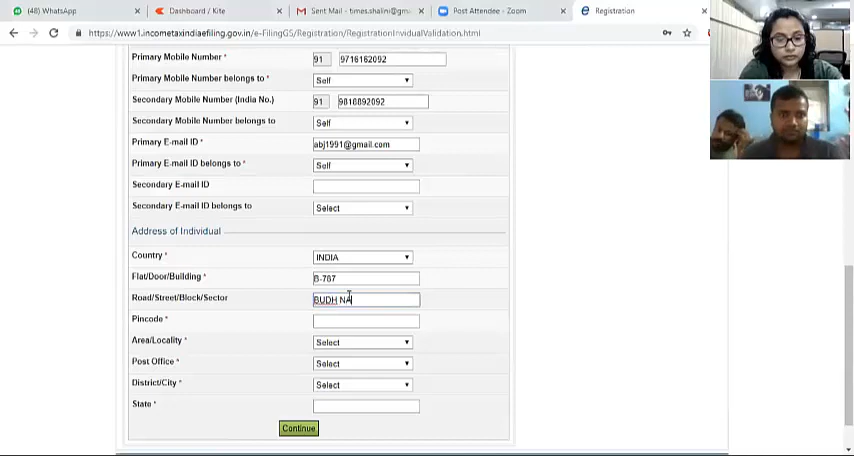 (48) WhatsApp
Dashboard / Kite
Sent Mail - times.shalini@gm
Post Attendee - Zoom
Registration
https://www1.incometaxindiaefiling.gov.in/e-FilingGS/Registration/RegistrationInvidualValidation.html
Primary Mobile Number * 91 9716162092
Primary Mobile Number belongs to * Self
Secondary Mobile Number (India No.) 91 9818892092
Secondary Mobile Number belongs to Self
Primary E-mail ID * abj1991@gmail.com
Primary E-mail ID belongs to * Self
Secondary E-mail ID
Secondary E-mail ID belongs to Select
Address of Individual
Country * INDIA
Flat/Door/Building * B-767
Road/Street/Block/Sector BUDH NA
Pincode *
Area/Locality * Select
Post Office * Select
District/City * Select
State *
Continue